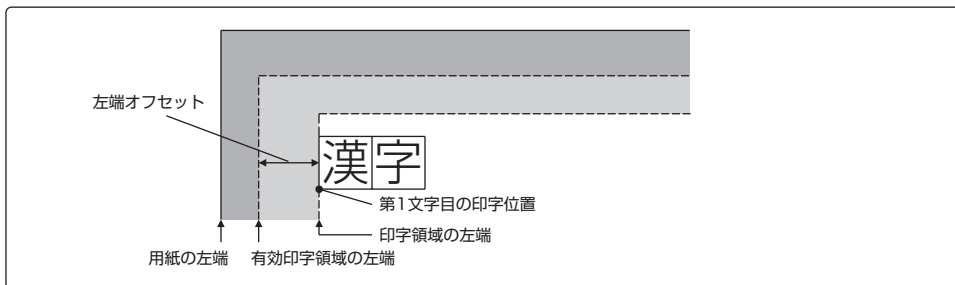 左端オフセット
漢字
第1文字目の印字位置
印字領域の左端
用紙の左端
有効印字領域の左端